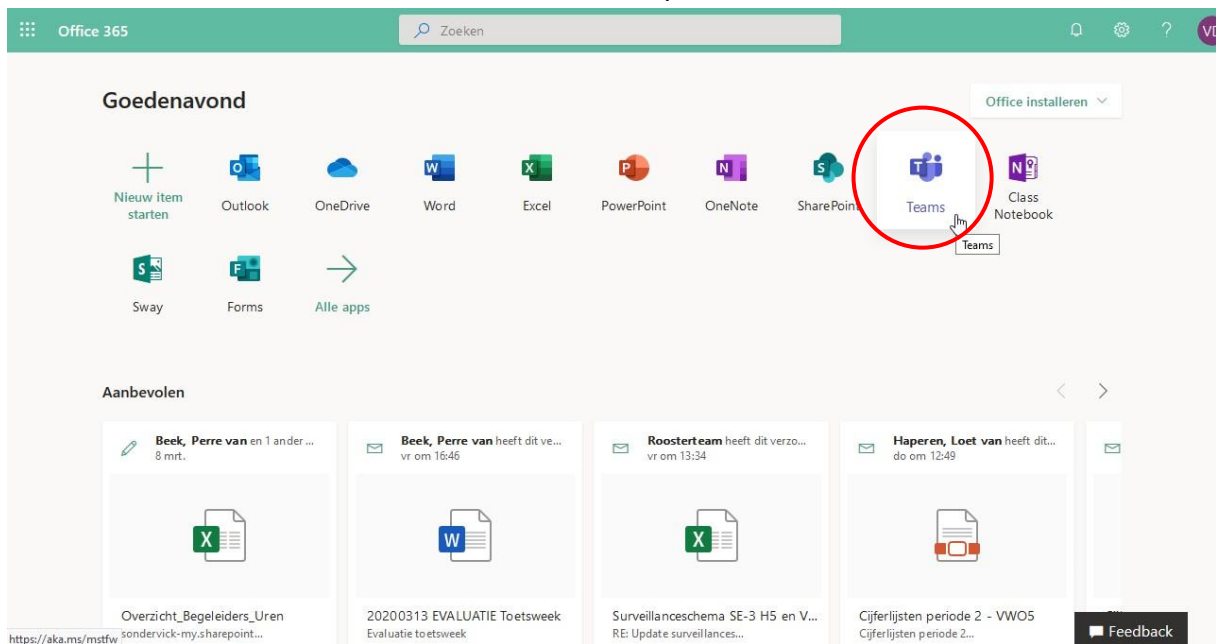 Office 365
Zoeken
VD
Goedenavond
Office installeren
Nieuw item
starten
Outlook
OneDrive
Word
Excel
PowerPoint
OneNote
SharePoint
Teams
Class
Notebook
Teams
Sway
Forms
Alle apps
Aanbevolen
Beek, Perre van en 1 ander ...
8 mrt.
Beek, Perre van heeft dit ve...
vr om 16:46
Roosterteam heeft dit verzo...
vr om 13:34
Haperen, Loet van heeft dit...
do om 12:49
Overzicht_Begeleiders_Uren
sondervick-my.sharepoint...
20200313 EVALUATIE Toetsweek
Evaluatie toetsweek
Surveillanceschema SE-3 H5 en V...
RE: Update surveillances...
Cijferlijsten periode 2 - VWO5
Cijferlijsten periode 2...
Feedback
https://aka.ms/mstfw